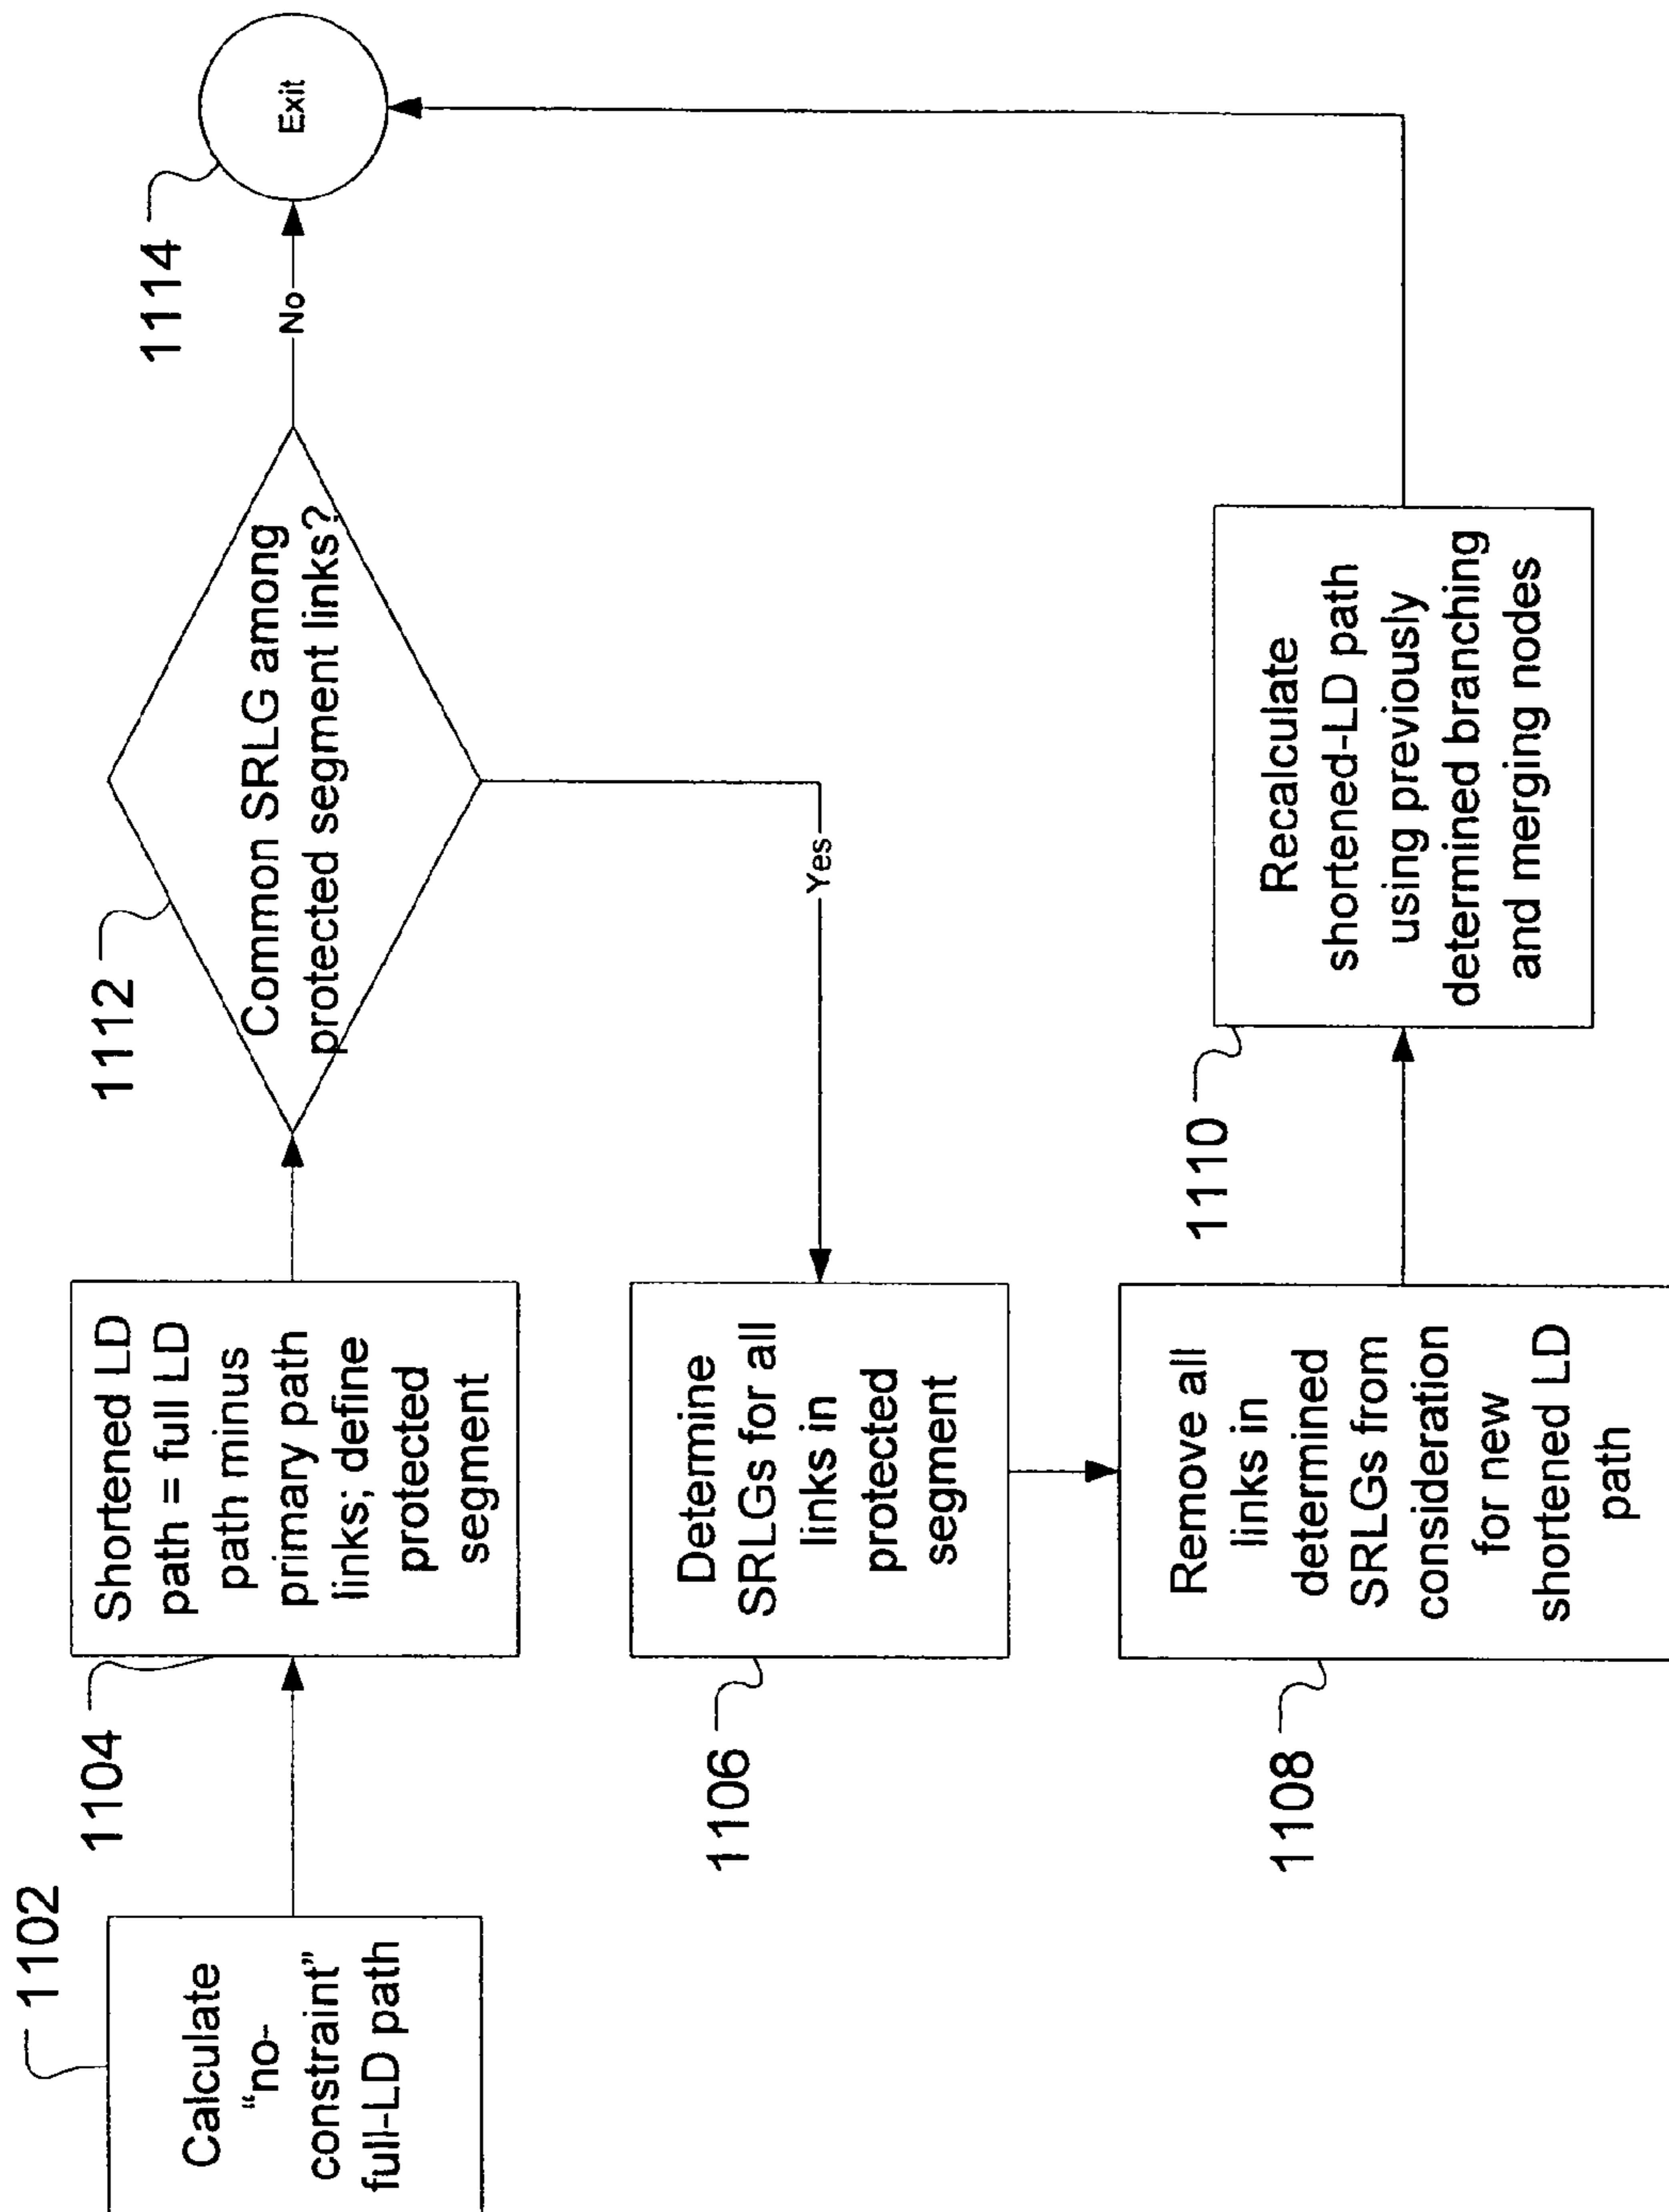 1102
Calculate
“no-
constraint”
full-LD path
1104
Shortened LD
path = full LD
path minus
primary path
links; define
protected
segment
1112
Common SRLG among
protected segment links?
No
1114
Exit
Yes
1106
Determine
SRLGs for all
links in
protected
segment
1108
Remove all
links in
determined
SRLGs from
consideration
for new
shortened LD
path
1110
Recalculate
shortened-LD path
using previously
determined branching
and merging nodes